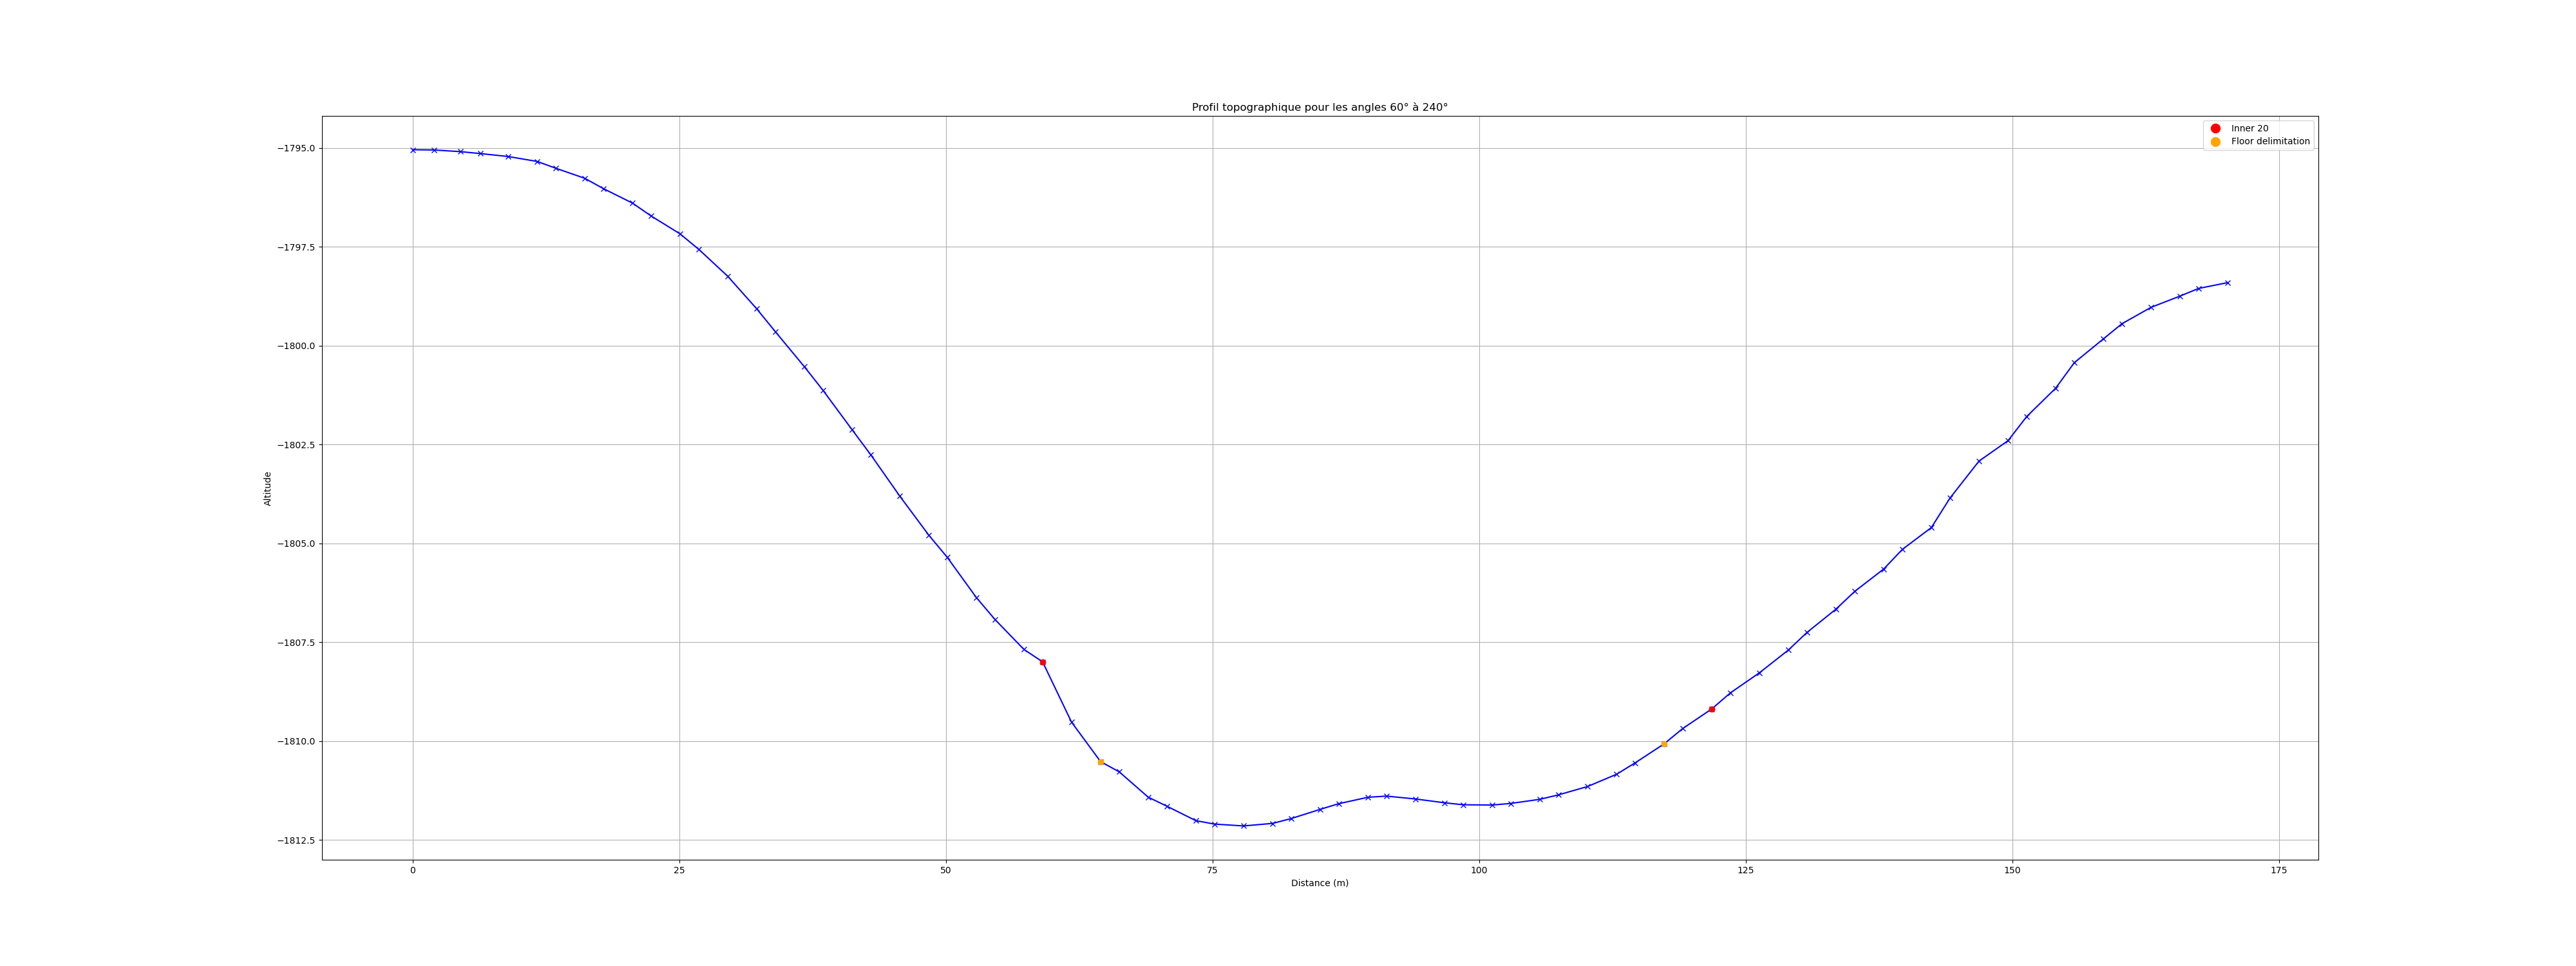 Profil topographique pour les angles 60° à 240°
Inner 20
Floor delimitation
Altitude
−1795.0
−1797.5
−1800.0
−1802.5
−1805.0
−1807.5
−1810.0
−1812.5
0 25 50 75 100 125 150 175
Distance (m)